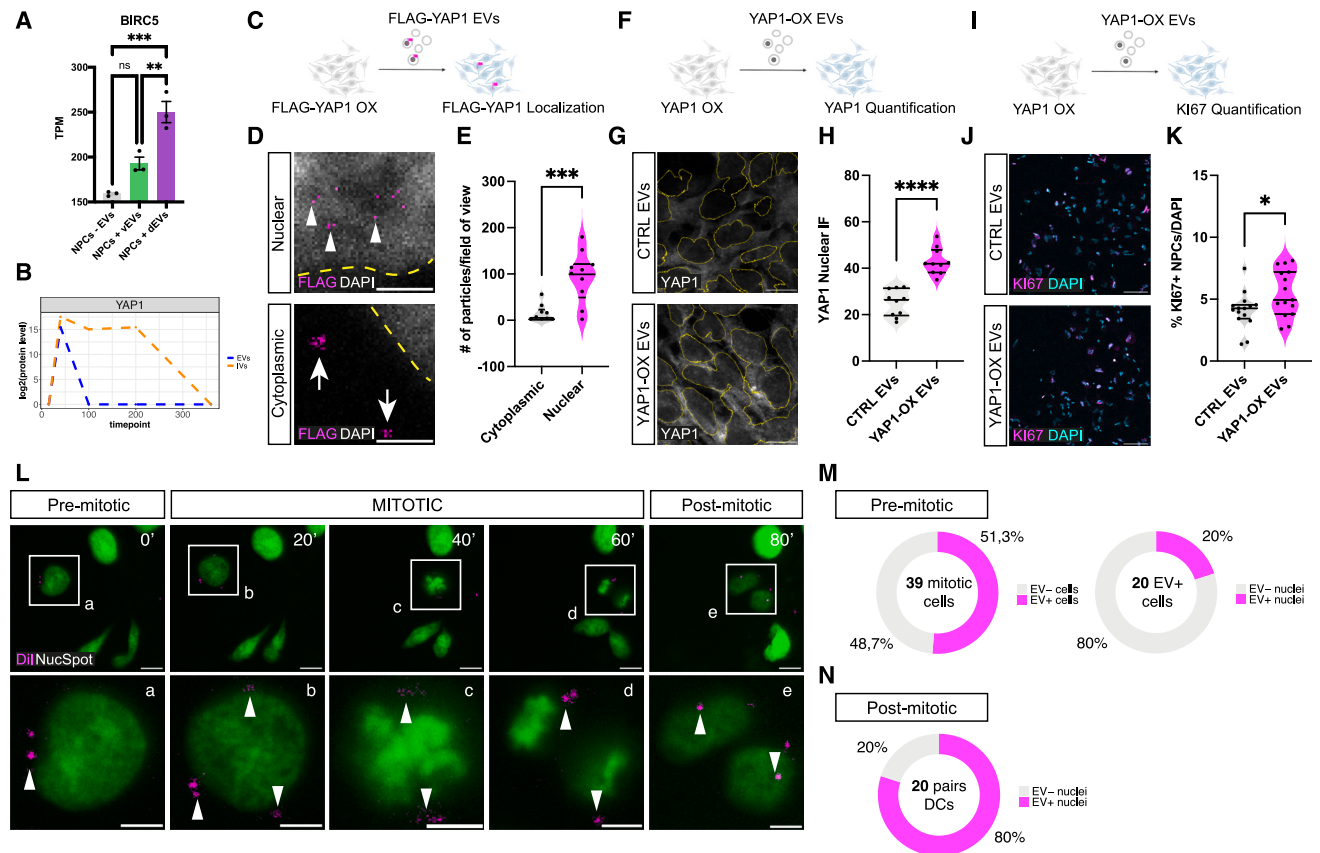 A
BIRC5
***
ns
**
300
250
200
150
TPM
NPCs - EVs
NPCs + vEVs
NPCs + dEVs
B
YAP1
15
10
5
0
log2(protein level)
0
100
200
300
timepoint
EVs
IVs
C
FLAG-YAP1 EVs
FLAG-YAP1 OX
FLAG-YAP1 Localization
D
Nuclear
FLAG DAPI
Cytoplasmic
FLAG DAPI
E
***
300
200
100
0
-100
# of particles/field of view
Cytoplasmic
Nuclear
F
YAP1-OX EVs
YAP1 OX
YAP1 Quantification
G
CTRL EVs
YAP1
YAP1-OX EVs
YAP1
H
****
80
60
40
20
0
YAP1 Nuclear IF
CTRL EVs
YAP1-OX EVs
I
YAP1-OX EVs
YAP1 OX
KI67 Quantification
J
CTRL EVs
KI67 DAPI
YAP1-OX EVs
KI67 DAPI
K
*
15
10
5
0
% KI67+ NPCs/DAPI
CTRL EVs
YAP1-OX EVs
L
Pre-mitotic
MITOTIC
Post-mitotic
0'
20'
40'
60'
80'
a
b
c
d
e
DiI NucSpot
a
b
c
d
e
M
Pre-mitotic
51,3%
39 mitotic
cells
48,7%
EV- cells
EV+ cells
20%
20 EV+
cells
80%
EV- nuclei
EV+ nuclei
N
Post-mitotic
20%
20 pairs
DCs
80%
EV- nuclei
EV+ nuclei